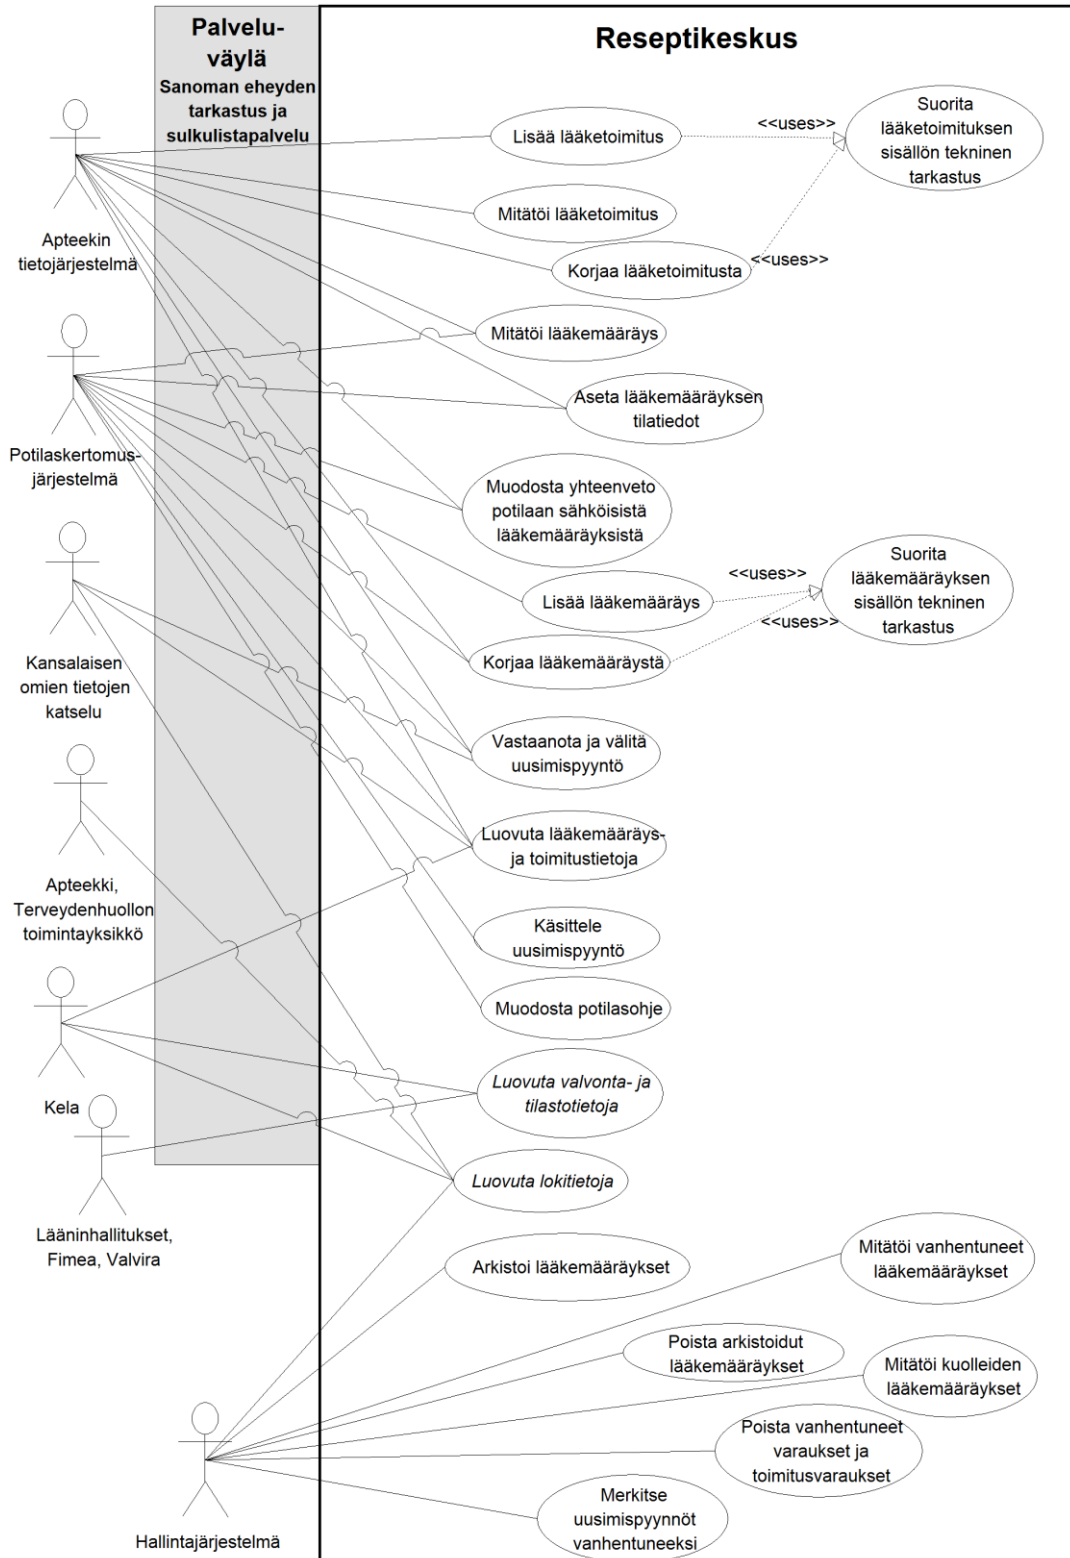 Palvelu-
väylä
Sanoman eheyden
tarkastus ja
sulkulistapalvelu
Reseptikeskus
Apteekin
tietojärjestelmä
Lisää lääketoimitus
<<uses>>
Suorita
lääketoimituksen
sisällön tekninen
tarkastus
Mitätöi lääketoimitus
Korjaa lääketoimitusta
<<uses>>
Potilaskertomus-
järjestelmä
Mitätöi lääkemääräys
Aseta lääkemääräyksen
tilatiedot
Muodosta yhteenveto
potilaan sähköisistä
lääkemääräyksistä
Kansalaisen
omien tietojen
katselu
Lisää lääkemääräys
<<uses>>
Suorita
lääkemääräyksen
sisällön tekninen
tarkastus
<<uses>>
Korjaa lääkemääräystä
Vastaanota ja välitä
uusimispyyntö
Apteekki,
Terveydenhuollon
toimintayksikkö
Luovuta lääkemääräys-
ja toimitustietoja
Käsittele
uusimispyyntö
Muodosta potilasohje
Kela
Luovuta valvonta- ja
tilastotietoja
Luovuta lokitietoja
Lääninhallitukset,
Fimea, Valvira
Arkistoi lääkemääräykset
Mitätöi vanhentuneet
lääkemääräykset
Poista arkistoidut
lääkemääräykset
Mitätöi kuolleiden
lääkemääräykset
Poista vanhentuneet
varaukset ja
toimitusvaraukset
Merkitse
uusimispyynnöt
vanhentuneeksi
Hallintajärjestelmä